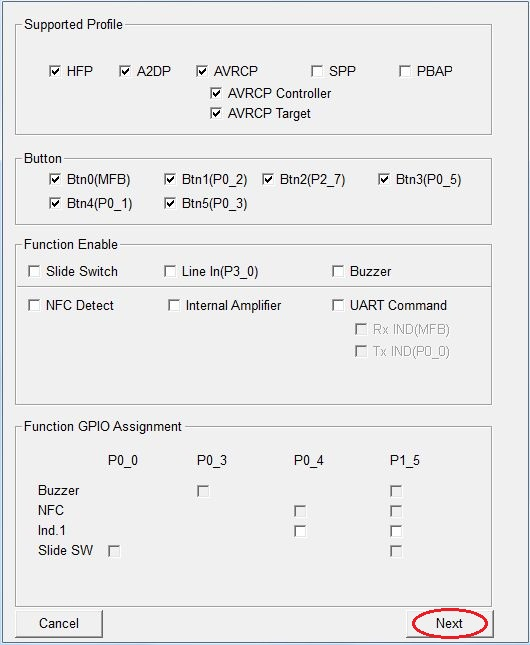 Supported Profile
HFP A2DP AVRCP SPP PBAP
AVRCP Controller
AVRCP Target
Button
Btn0(MFB) Btn1(P0_2) Btn2(P2_7) Btn3(P0_5)
Btn4(P0_1) Btn5(P0_3)
Function Enable
Slide Switch Line In(P3_0) Buzzer
NFC Detect Internal Amplifier UART Command
Rx IND(MFB)
Tx IND(P0_0)
Function GPIO Assignment
P0_0 P0_3 P0_4 P1_5
Buzzer
NFC
Ind.1
Slide SW
Cancel Next